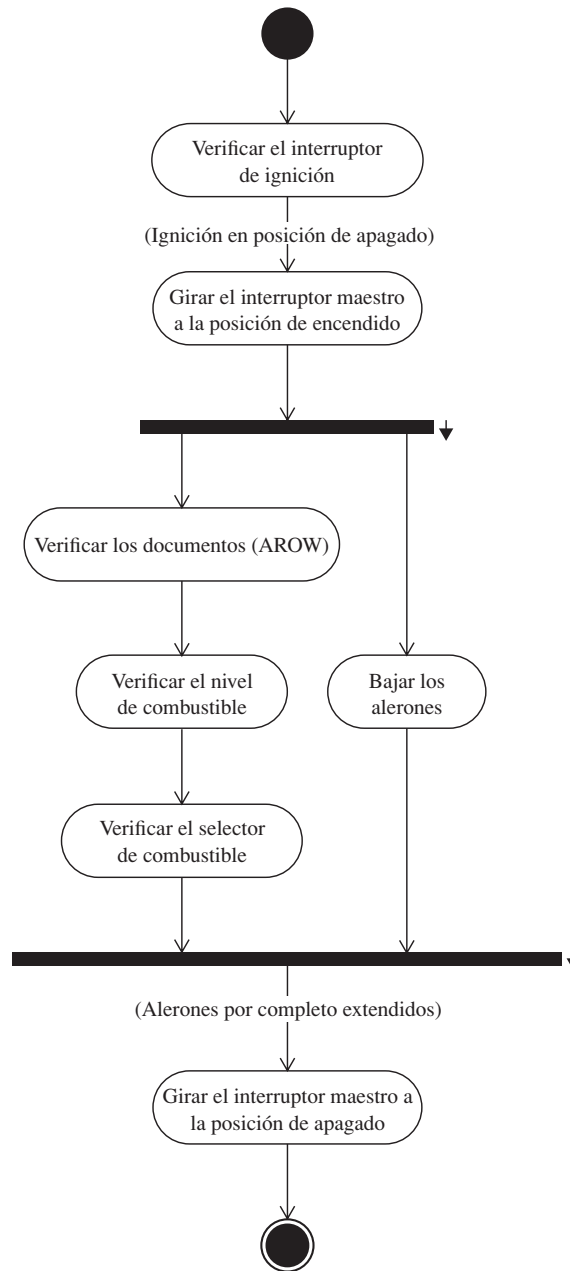 Verificar el interruptor
de ignición
(Ignición en posición de apagado)
Girar el interruptor maestro
a la posición de encendido
Verificar los documentos (AROW)
Verificar el nivel
de combustible
Bajar los
alerones
Verificar el selector
de combustible
(Alerones por completo extendidos)
Girar el interruptor maestro a
la posición de apagado